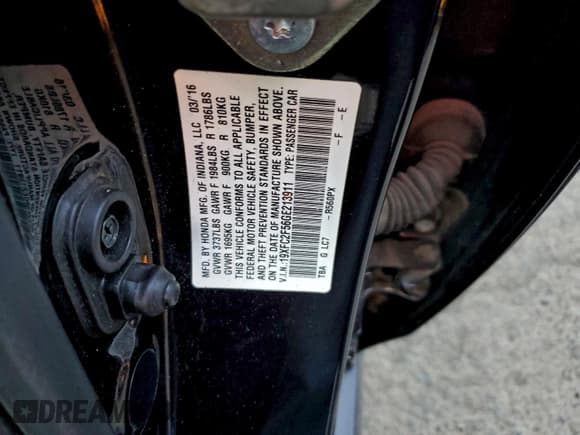 MFD. BY HONDA MFG. OF INDIANA, LLC 03/'16
GVWR 3737LBS GAWR F 1984LBS R 1786LBS
GVWR 1695KG GAWR F 900KG R 810KG
THIS VEHICLE CONFORMS TO ALL APPLICABLE
FEDERAL MOTOR VEHICLE SAFETY, BUMPER,
AND THEFT PREVENTION STANDARDS IN EFFECT
ON THE DATE OF MANUFACTURE SHOWN ABOVE.
V.I.N.:19XFC2F56GE213911 TYPE: PASSENGER CAR
TBA G LC7 -R560PX -F -E
DREAM